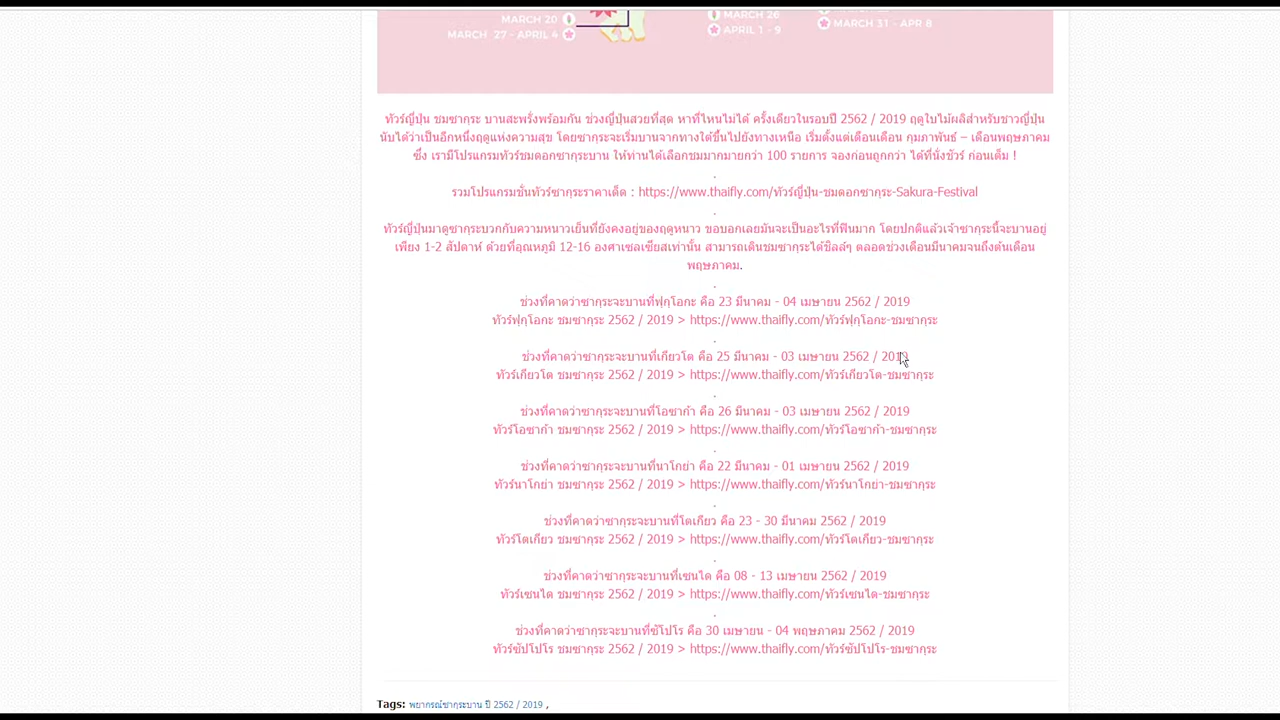 MARCH 20
MARCH 27 - APRIL 4
MARCH 26
APRIL 1 - 9
MARCH 31 - APR 8
ทัวร์ญี่ปุ่น ชมซากุระ บานสะพรั่งพร้อมกัน ช่วงญี่ปุ่นสวยที่สุด หาที่ไหนไม่ได้ ครั้งเดียวในรอบปี 2562 / 2019 ฤดูใบไม้ผลิสำหรับชาวญี่ปุ่น
นับได้ว่าเป็นอีกหนึ่งฤดูแห่งความสุข โดยซากุระจะเริ่มบานจากทางใต้ขึ้นไปยังทางเหนือ เริ่มตั้งแต่เดือนเดือน กุมภาพันธ์ – เดือนพฤษภาคม
ซึ่ง เรามีโปรแกรมทัวร์ชมดอกซากุระบาน ให้ท่านได้เลือกชมมากมายกว่า 100 รายการ จองก่อนถูกกว่า ได้ที่นั่งชัวร์ ก่อนเต็ม !
.
รวมโปรแกรมชั่นทัวร์ซากุระราคาเด็ด : https://www.thaifly.com/ทัวร์ญี่ปุ่น-ชมดอกซากุระ-Sakura-Festival
.
ทัวร์ญี่ปุ่นมาดูซากุระบวกกับความหนาวเย็นที่ยังคงอยู่ของฤดูหนาว ขอบอกเลยมันจะเป็นอะไรที่ฟินมาก โดยปกติแล้วเจ้าซากุระนี้จะบานอยู่
เพียง 1-2 สัปดาห์ ด้วยที่อุณหภูมิ 12-16 องศาเซลเซียสเท่านั้น สามารถเดินชมซากุระได้ชิลล์ๆ ตลอดช่วงเดือนมีนาคมจนถึงต้นเดือน
พฤษภาคม.
.
ช่วงที่คาดว่าซากุระจะบานที่ฟุกุโอกะ คือ 23 มีนาคม - 04 เมษายน 2562 / 2019
ทัวร์ฟุกุโอกะ ชมซากุระ 2562 / 2019 > https://www.thaifly.com/ทัวร์ฟุกุโอกะ-ชมซากุระ
.
ช่วงที่คาดว่าซากุระจะบานที่เกียวโต คือ 25 มีนาคม - 03 เมษายน 2562 / 2019
ทัวร์เกียวโต ชมซากุระ 2562 / 2019 > https://www.thaifly.com/ทัวร์เกียวโต-ชมซากุระ
.
ช่วงที่คาดว่าซากุระจะบานที่โอซาก้า คือ 26 มีนาคม - 03 เมษายน 2562 / 2019
ทัวร์โอซาก้า ชมซากุระ 2562 / 2019 > https://www.thaifly.com/ทัวร์โอซาก้า-ชมซากุระ
.
ช่วงที่คาดว่าซากุระจะบานที่นาโกย่า คือ 22 มีนาคม - 01 เมษายน 2562 / 2019
ทัวร์นาโกย่า ชมซากุระ 2562 / 2019 > https://www.thaifly.com/ทัวร์นาโกย่า-ชมซากุระ
.
ช่วงที่คาดว่าซากุระจะบานที่โตเกียว คือ 23 - 30 มีนาคม 2562 / 2019
ทัวร์โตเกียว ชมซากุระ 2562 / 2019 > https://www.thaifly.com/ทัวร์โตเกียว-ชมซากุระ
.
ช่วงที่คาดว่าซากุระจะบานที่เซนได คือ 08 - 13 เมษายน 2562 / 2019
ทัวร์เซนได ชมซากุระ 2562 / 2019 > https://www.thaifly.com/ทัวร์เซนได-ชมซากุระ
.
ช่วงที่คาดว่าซากุระจะบานที่ซัโปโร คือ 30 เมษายน - 04 พฤษภาคม 2562 / 2019
ทัวร์ซัปโปโร ชมซากุระ 2562 / 2019 > https://www.thaifly.com/ทัวร์ซัปโปโร-ชมซากุระ
Tags: พยากรณ์ซากุระบาน ปี 2562 / 2019 ,